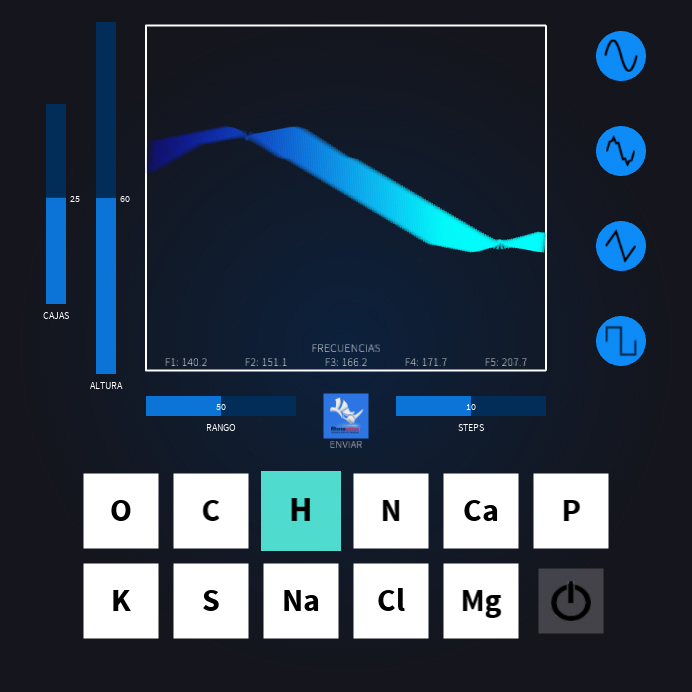 25
60
CAJAS
ALTURA
FRECUENCIAS
F1: 140.2 F2: 151.1 F3: 166.2 F4: 171.7 F5: 207.7
50
10
RANGO
STEPS
ENVIAR
O C H N Ca P
K S Na Cl Mg